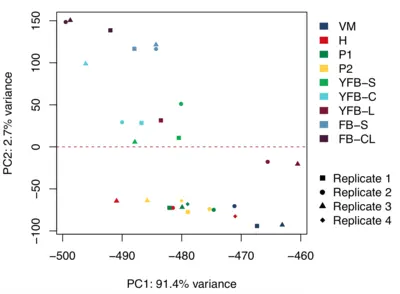 150
100
50
0
−50
−100
PC2: 2.7% variance
−500
−490
−480
−470
−460
PC1: 91.4% variance
VM
H
P1
P2
YFB−S
YFB−C
YFB−L
FB−S
FB−CL
Replicate 1
Replicate 2
Replicate 3
Replicate 4